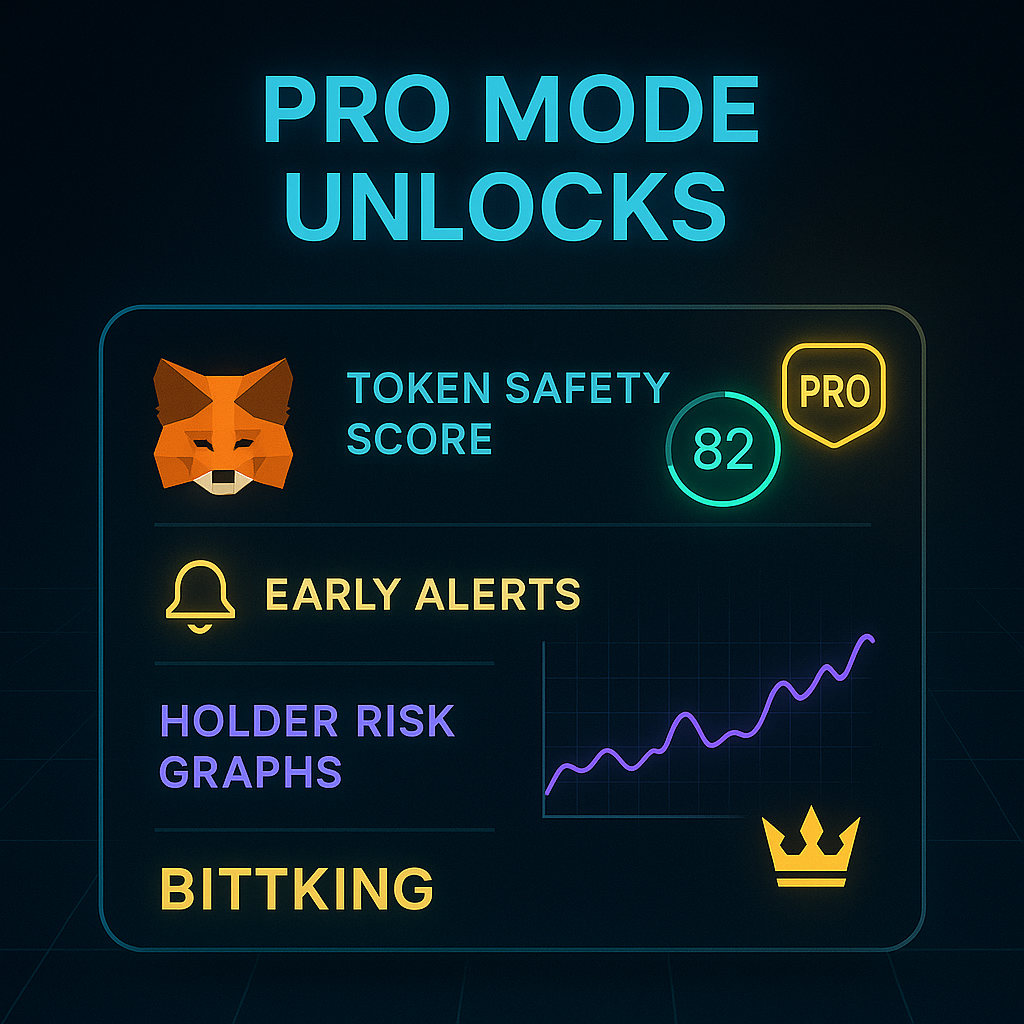 PRO MODE
UNLOCKS
TOKEN SAFETY
SCORE
82
PRO
EARLY ALERTS
HOLDER RISK
GRAPHS
BITTKING